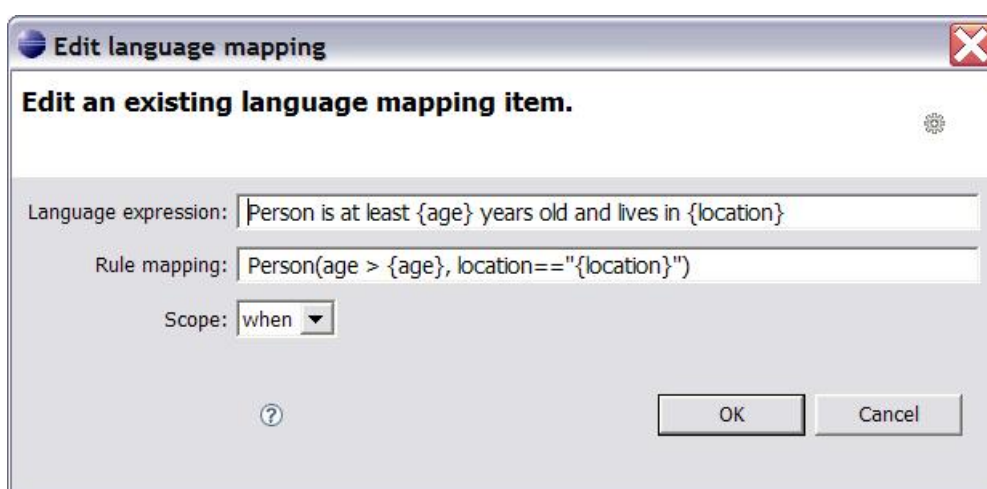 Edit language mapping
Edit an existing language mapping item.
Language expression: Person is at least {age} years old and lives in {location}
Rule mapping: Person(age > {age}, location=="{location}")
Scope: when
? OK Cancel